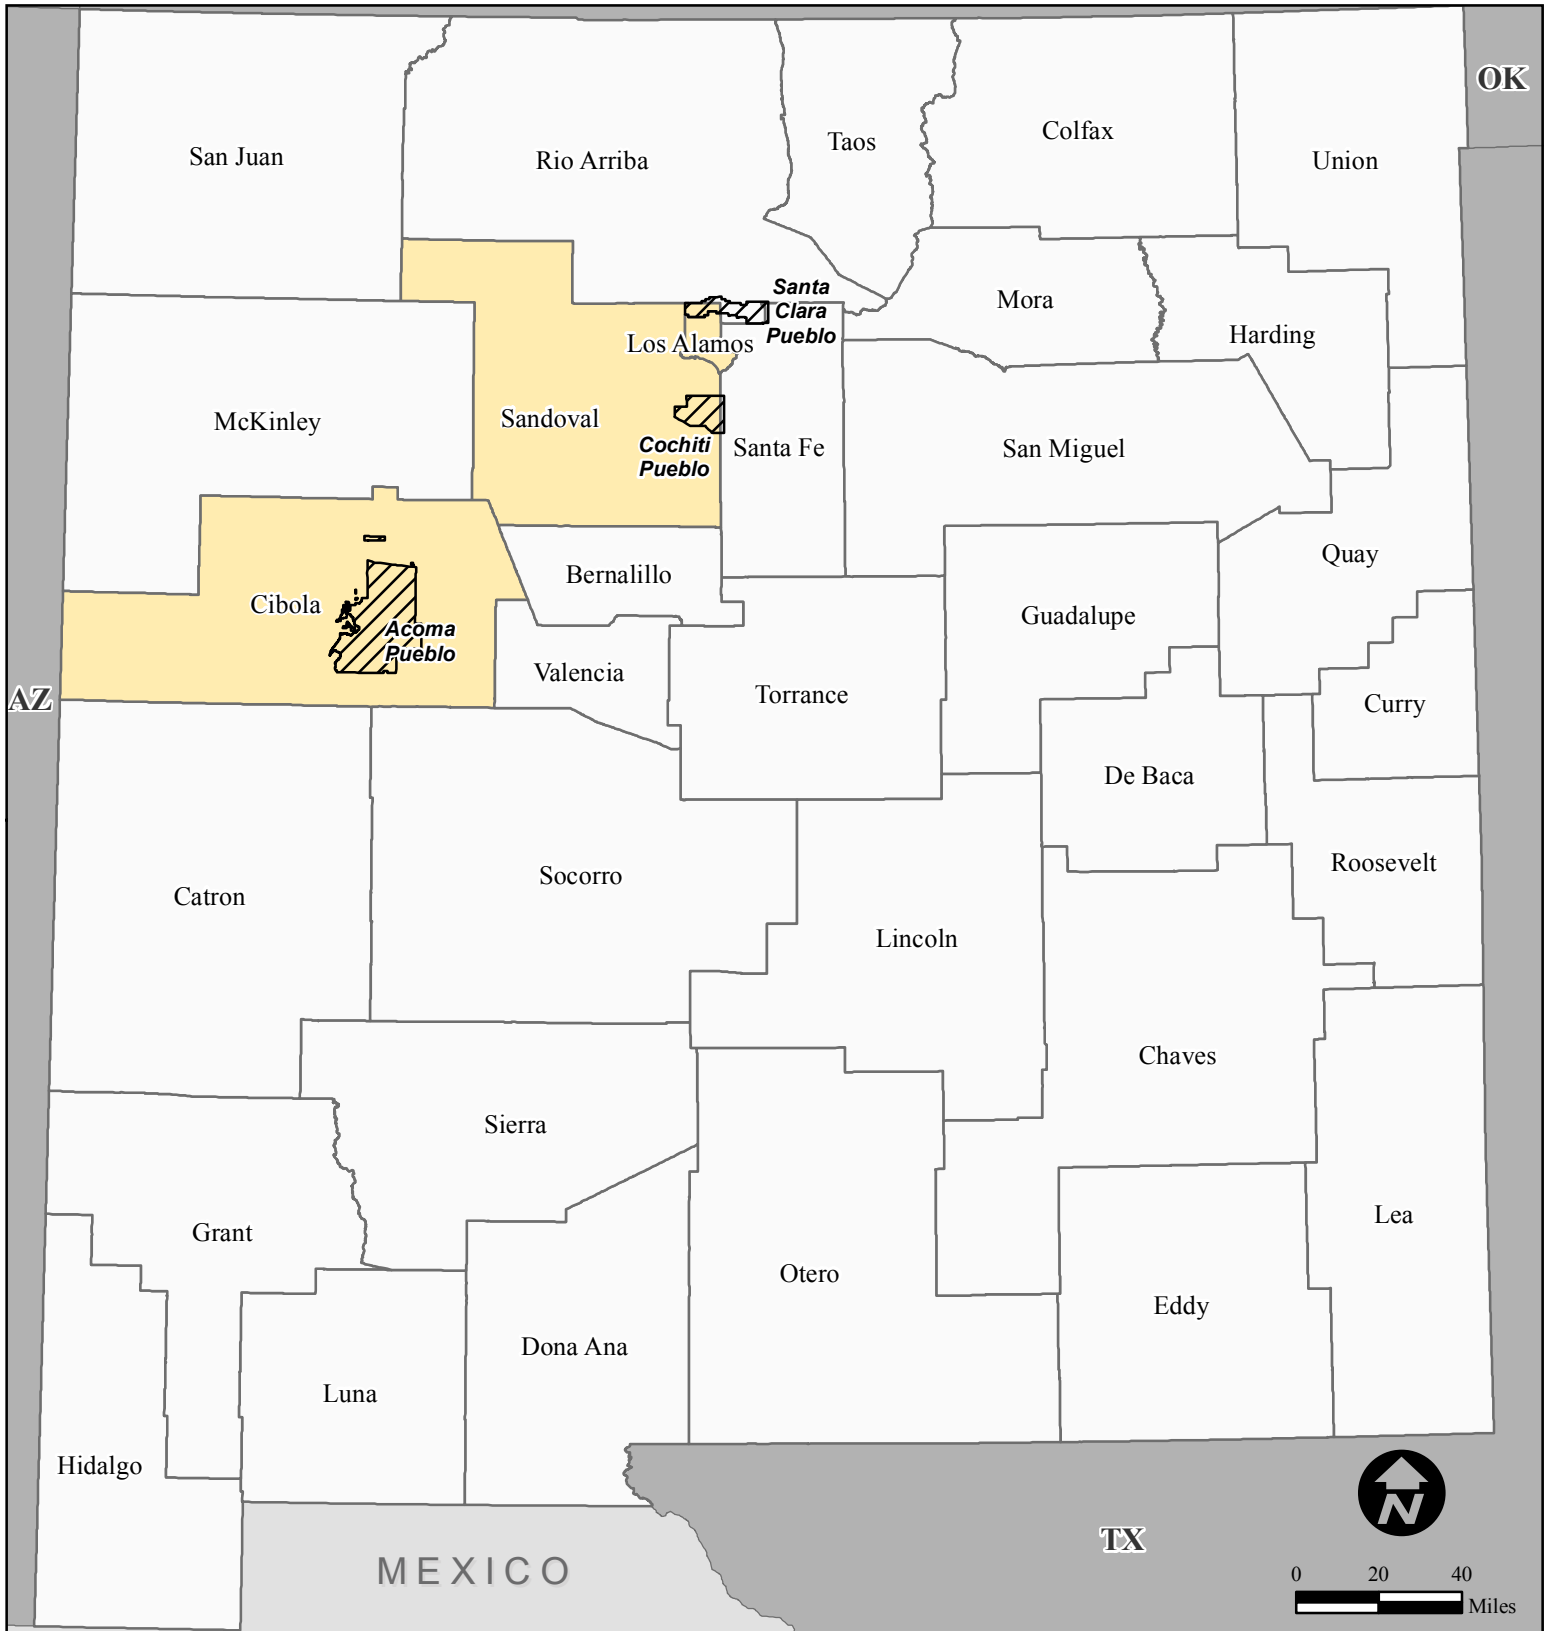 OK
Colfax
Taos
San Juan
Rio Arriba
Union
Santa
Clara
Pueblo
Mora
Harding
Los Alamos
McKinley
Sandoval
Cochiti
Pueblo
Santa Fe
San Miguel
Quay
Bernalillo
Cibola
Guadalupe
Acoma
Pueblo
Valencia
AZ
Torrance
Curry
De Baca
Roosevelt
Socorro
Catron
Lincoln
Chaves
Sierra
Lea
Grant
Otero
Eddy
Dona Ana
Luna
Hidalgo
N
TX
MEXICO
0 20 40
Miles